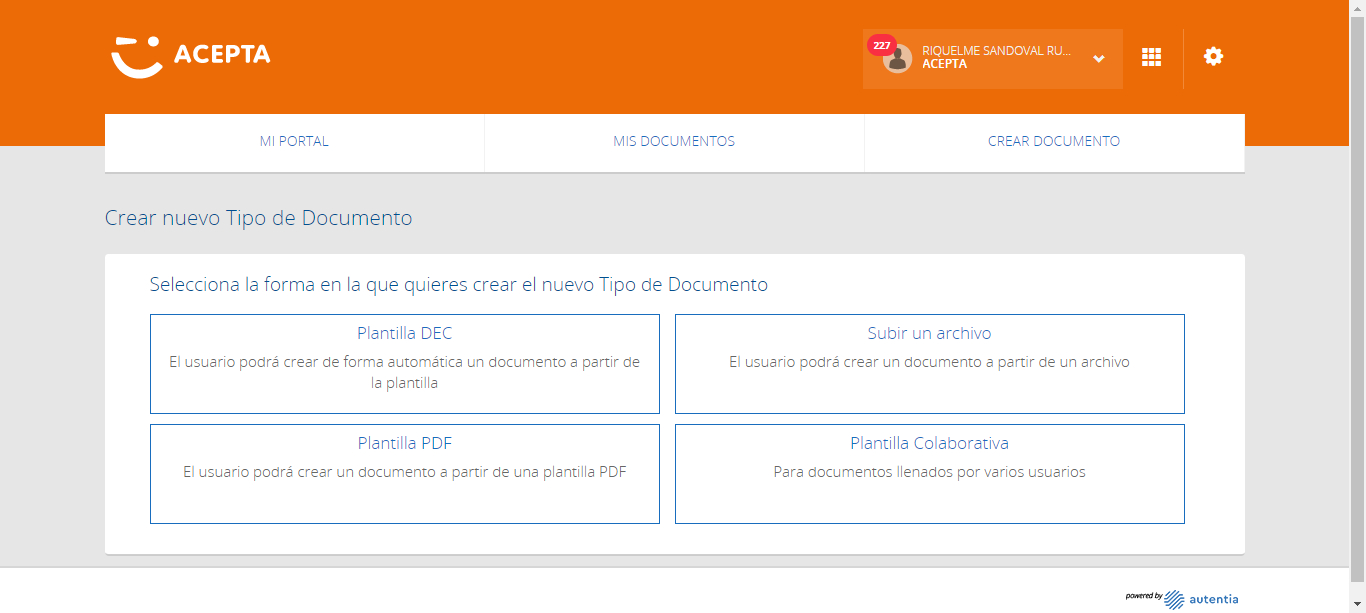 ACEPTA
227
RIQUELME SANDOVAL RU...
ACEPTA
MI PORTAL
MIS DOCUMENTOS
CREAR DOCUMENTO
Crear nuevo Tipo de Documento
Selecciona la forma en la que quieres crear el nuevo Tipo de Documento
Plantilla DEC
El usuario podrá crear de forma automática un documento a partir de
la plantilla
Subir un archivo
El usuario podrá crear un documento a partir de un archivo
Plantilla PDF
El usuario podrá crear un documento a partir de una plantilla PDF
Plantilla Colaborativa
Para documentos llenados por varios usuarios
powered by autentia